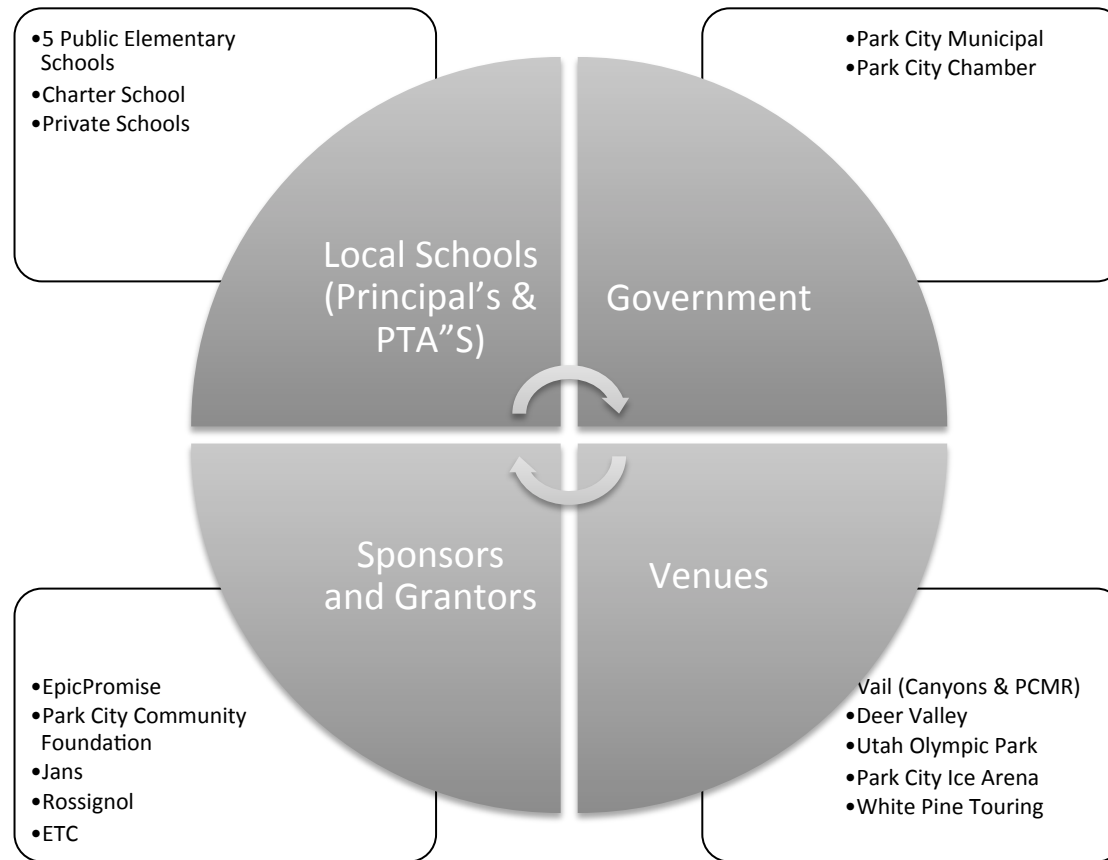 •5 Public Elementary
Schools
•Charter School
•Private Schools
•Park City Municipal
•Park City Chamber
Local Schools
(Principal’s &
PTA”S)
Government
Sponsors
and Grantors
Venues
•EpicPromise
•Park City Community
Foundation
•Jans
•Rossignol
•ETC
Vail (Canyons & PCMR)
•Deer Valley
•Utah Olympic Park
•Park City Ice Arena
•White Pine Touring